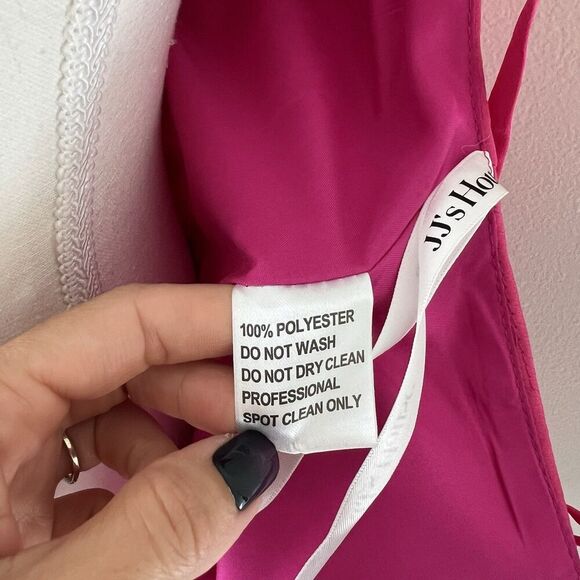 JJ's Hou
100% POLYESTER
DO NOT WASH
DO NOT DRY CLEAN
PROFESSIONAL
SPOT CLEAN ONLY